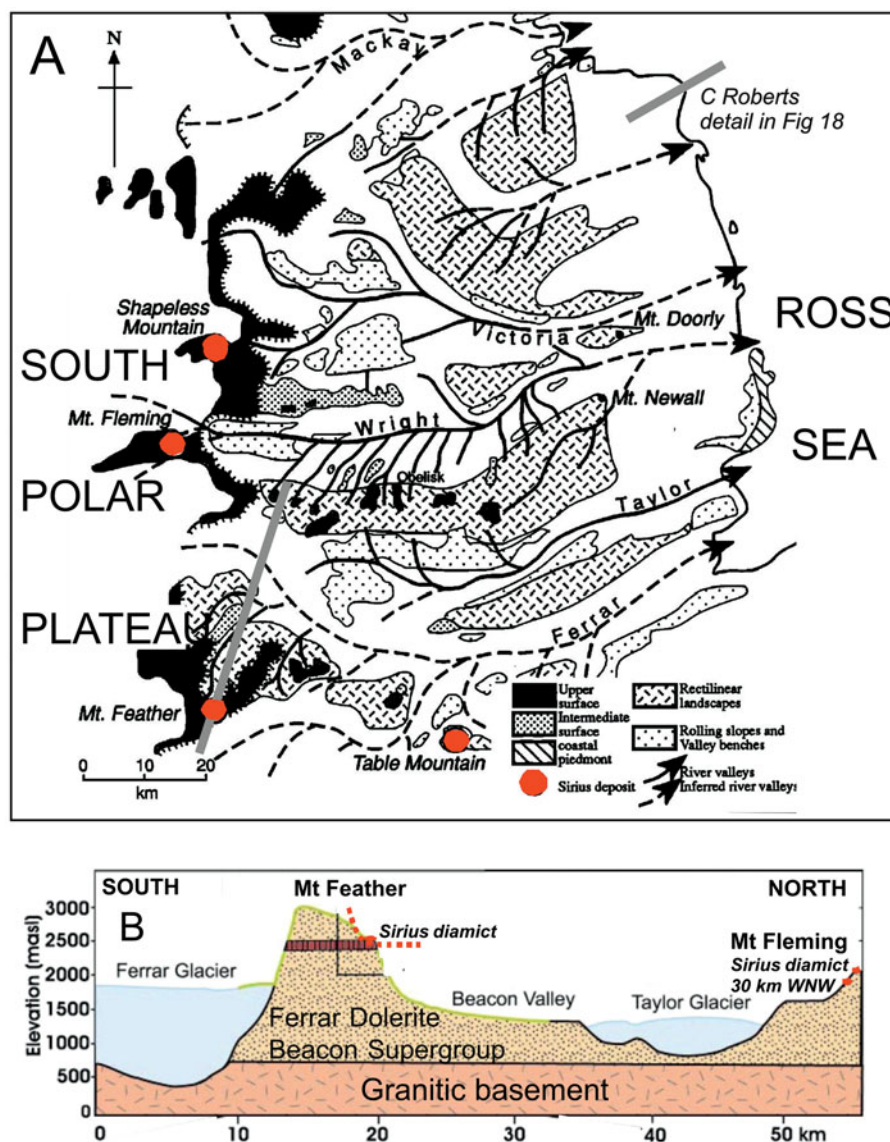 A
N
Mackay
C Roberts
detail in Fig 18
Shapeless
Mountain
SOUTH
Victoria
Mt. Doorly
ROSS
Mt. Fleming
Wright
Mt. Newall
SEA
POLAR
Obelisk
Taylor
PLATEAU
Ferrar
Mt. Feather
Table Mountain
0 10 20
km
Upper
surface
Intermediate
surface
coastal
piedmont
Sirius deposit
Rectilinear
landscapes
Rolling slopes and
Valley benches
River valleys
Inferred river valleys
B
SOUTH
Mt Feather
NORTH
Elevation (masl)
3000
2500
2000
1500
1000
500
0
Sirius diamict
Mt Fleming
Sirius diamict
30 km WNW
Ferrar Glacier
Beacon Valley
Taylor Glacier
Ferrar Dolerite
Beacon Supergroup
Granitic basement
0 10 20 30 40 50 km